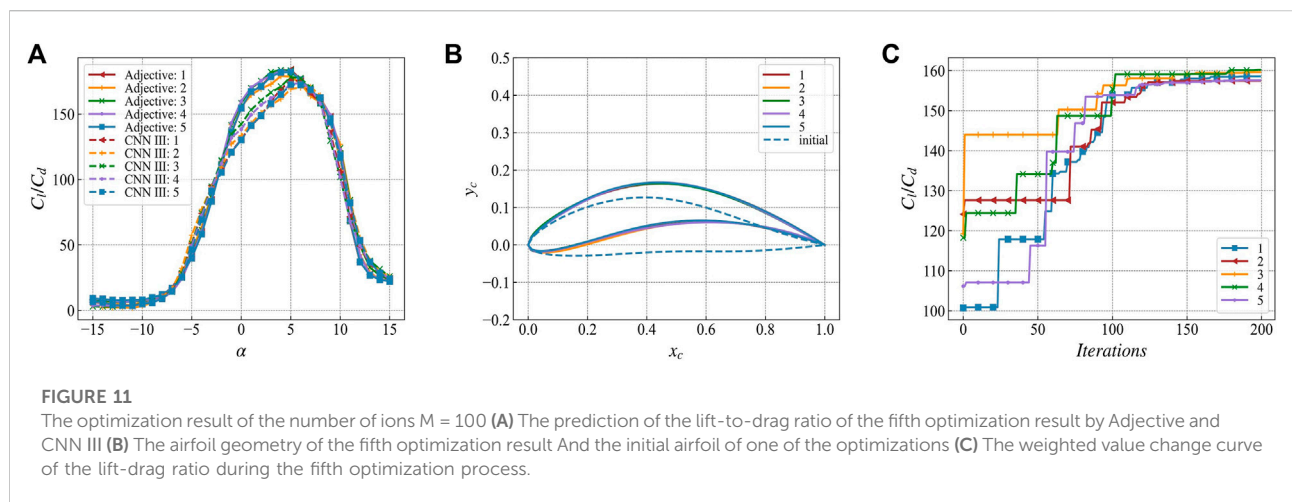 A
Adjective: 1
Adjective: 2
Adjective: 3
Adjective: 4
Adjective: 5
CNN III: 1
CNN III: 2
CNN III: 3
CNN III: 4
CNN III: 5
150
100
50
0
−15
−10
−5
0
5
10
15
Cl/Cd
α
B
1
2
3
4
5
initial
0.5
0.4
0.3
0.2
0.1
0.0
−0.1
−0.2
0.0
0.2
0.4
0.6
0.8
1.0
yc
xc
C
160
150
140
130
120
110
100
0
50
100
150
200
Cl/Cd
Iterations
1
2
3
4
5
FIGURE 11
The optimization result of the number of ions M = 100 (A) The prediction of the lift-to-drag ratio of the fifth optimization result by Adjective and
CNN III (B) The airfoil geometry of the fifth optimization result And the initial airfoil of one of the optimizations (C) The weighted value change curve
of the lift-drag ratio during the fifth optimization process.